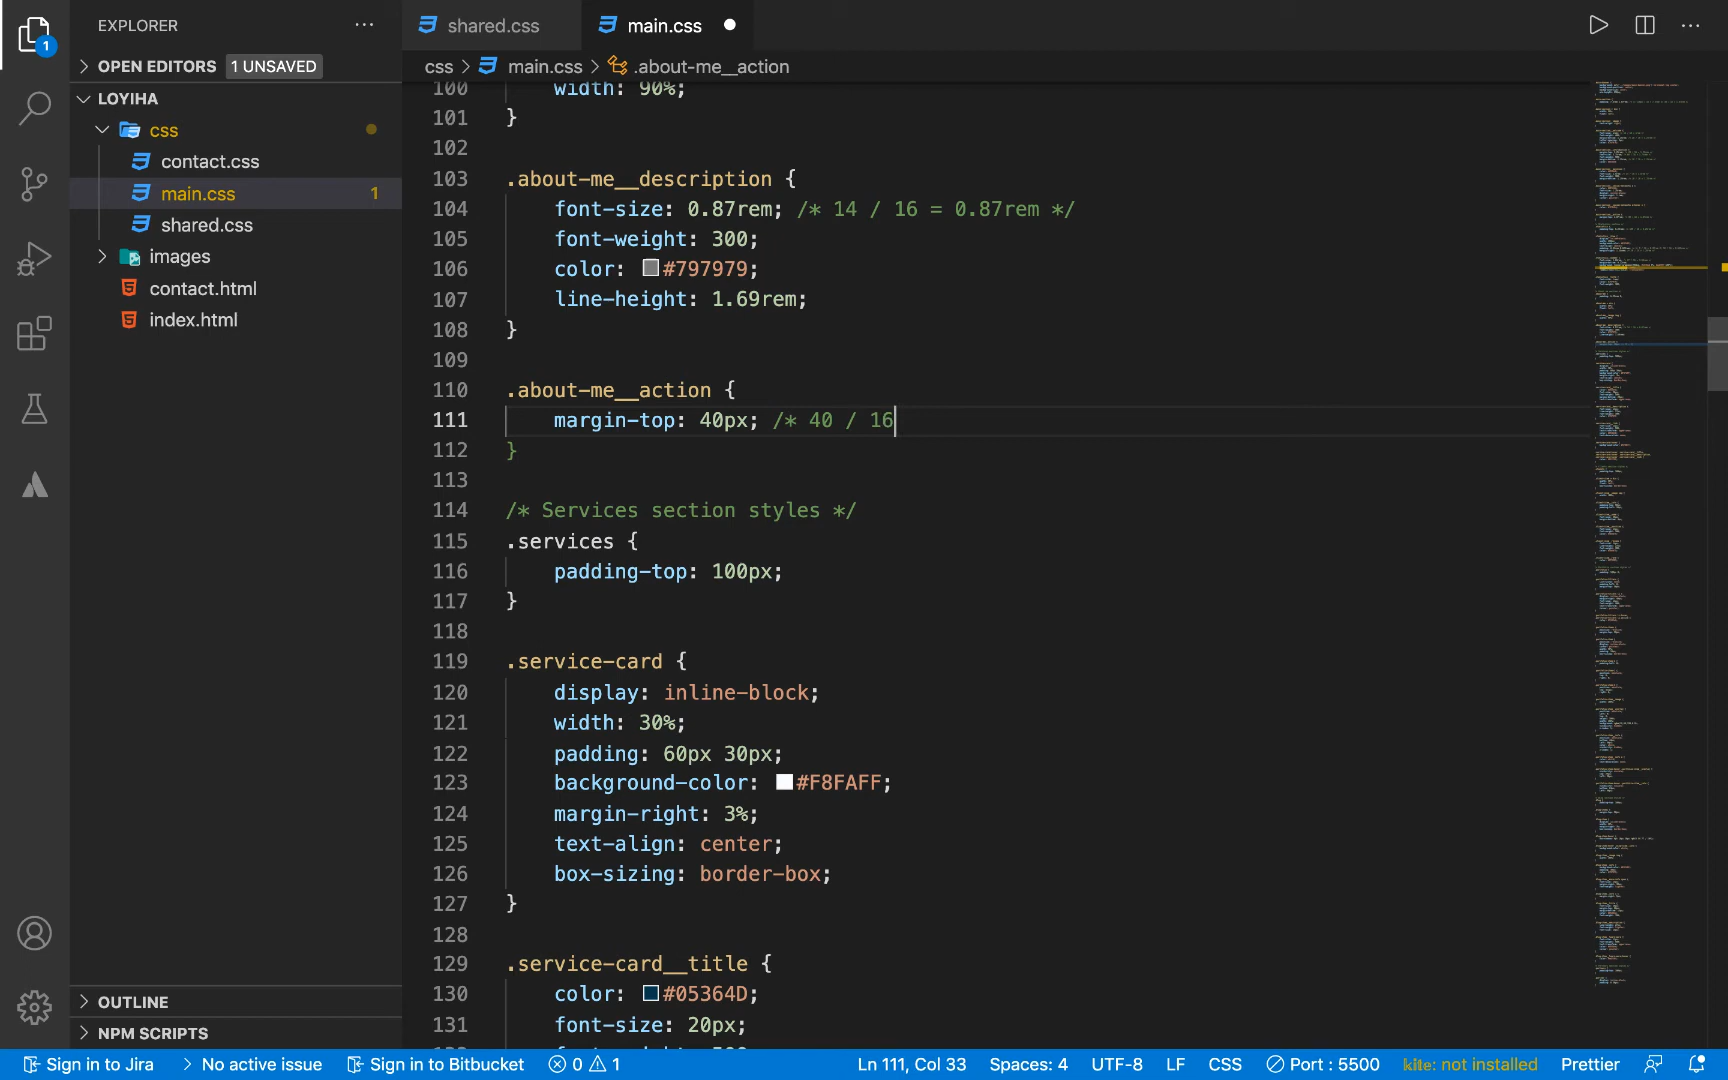 EXPLORER
shared.css
main.css
OPEN EDITORS 1 UNSAVED
css > main.css > .about-me__action
LOYIHA
css
contact.css
main.css 1
shared.css
images
contact.html
index.html
1
100 width: 90%;
101 }
102
103 .about-me__description {
104 font-size: 0.87rem; /* 14 / 16 = 0.87rem */
105 font-weight: 300;
106 color: #797979;
107 line-height: 1.69rem;
108 }
109
110 .about-me__action {
111 margin-top: 40px; /* 40 / 16
112 }
113
114 /* Services section styles */
115 .services {
116 padding-top: 100px;
117 }
118
119 .service-card {
120 display: inline-block;
121 width: 30%;
122 padding: 60px 30px;
123 background-color: #F8FAFF;
124 margin-right: 3%;
125 text-align: center;
126 box-sizing: border-box;
127 }
128
129 .service-card__title {
130 color: #05364D;
131 font-size: 20px;
OUTLINE
NPM SCRIPTS
Sign in to Jira > No active issue Sign in to Bitbucket 0 1 Ln 111, Col 33 Spaces: 4 UTF-8 LF CSS Port : 5500 kite: not installed Prettier